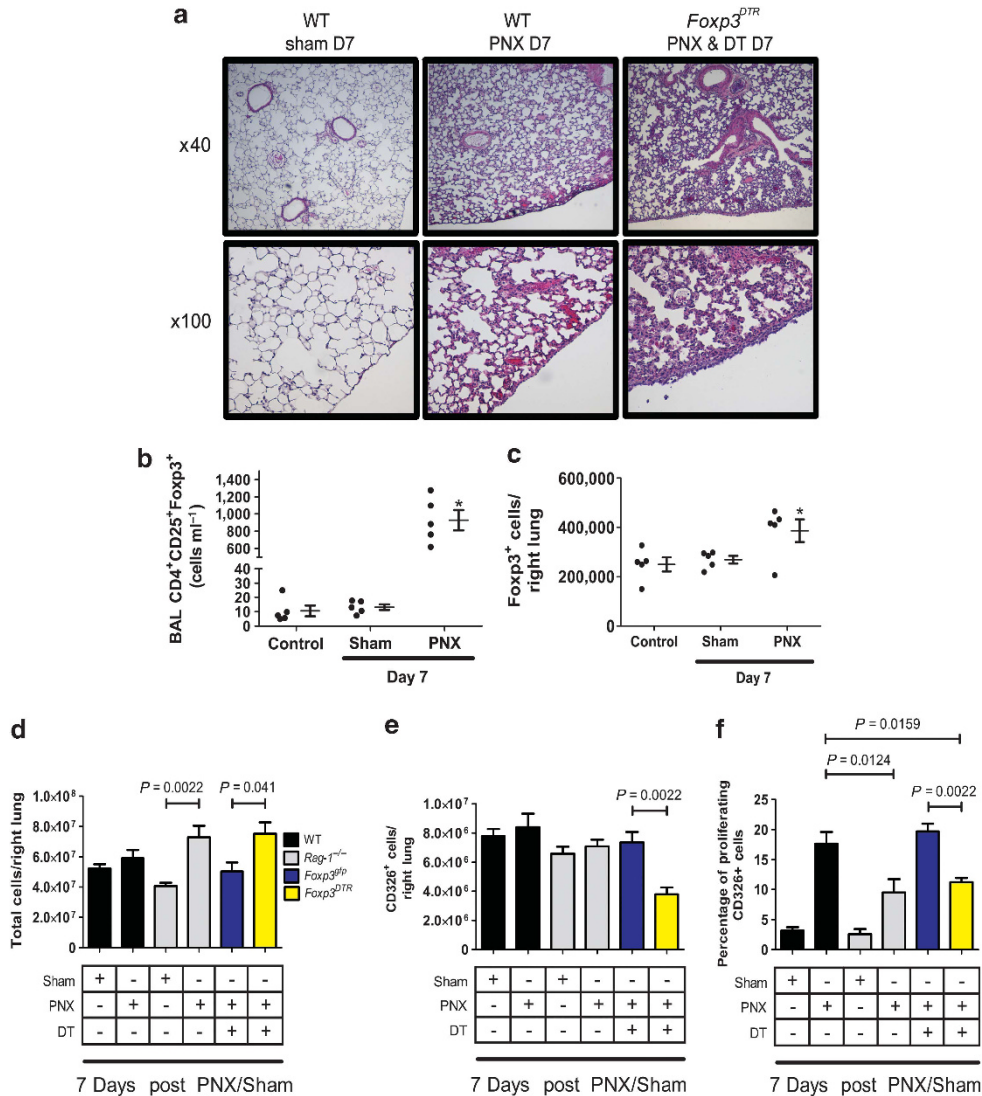 a
WT
sham D7
WT
PNX D7
Foxp3^DTR
PNX & DT D7
x40
x100
b
BAL CD4⁺CD25⁺Foxp3⁺
(cells ml⁻¹)
1,400
1,200
1,000
800
600
40
30
20
10
0
*
Control
Sham
PNX
Day 7
c
Foxp3⁺ cells/
right lung
600,000
400,000
200,000
0
*
Control
Sham
PNX
Day 7
d
Total cells/right lung
1.0×10⁸
8.0×10⁷
6.0×10⁷
4.0×10⁷
2.0×10⁷
0
P = 0.0022
P = 0.041
WT
Rag-1⁻/⁻
Foxp3^gfp
Foxp3^DTR
Sham + - + - - -
PNX - + - + + +
DT - - - - + +
7 Days post PNX/Sham
e
CD326⁺ cells/
right lung
1.0×10⁷
8.0×10⁶
6.0×10⁶
4.0×10⁶
2.0×10⁶
0
P = 0.0022
Sham + - + - - -
PNX - + - + + +
DT - - - - + +
7 Days post PNX/Sham
f
Percentage of proliferating
CD326+ cells
25
20
15
10
5
0
P = 0.0159
P = 0.0124
P = 0.0022
Sham + - + - - -
PNX - + - + + +
DT - - - - + +
7 Days post PNX/Sham